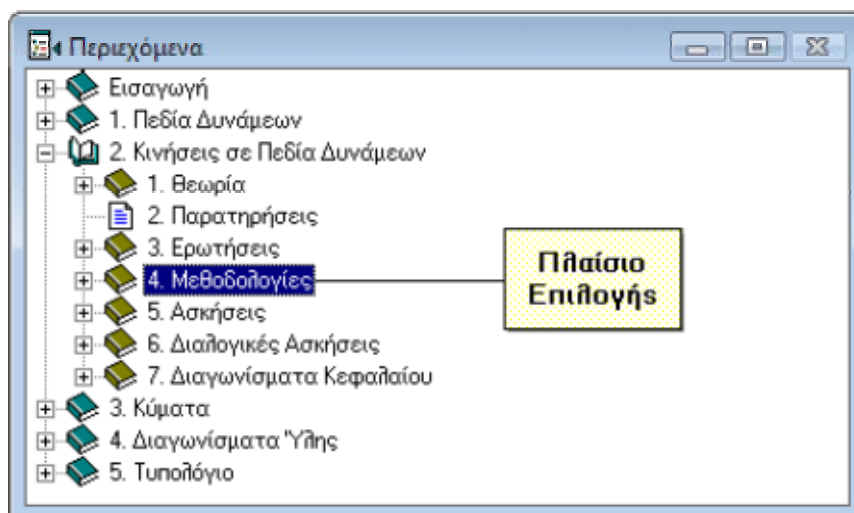 Περιεχόμενα
Εισαγωγή
1. Πεδία Δυνάμεων
2. Κινήσεις σε Πεδία Δυνάμεων
1. Θεωρία
2. Παρατηρήσεις
3. Ερωτήσεις
4. Μεθοδολογίες
Πλαίσιο
Επιλογής
5. Ασκήσεις
6. Διαλογικές Ασκήσεις
7. Διαγωνίσματα Κεφαλαίου
3. Κύματα
4. Διαγωνίσματα Ύλης
5. Τυπολόγιο